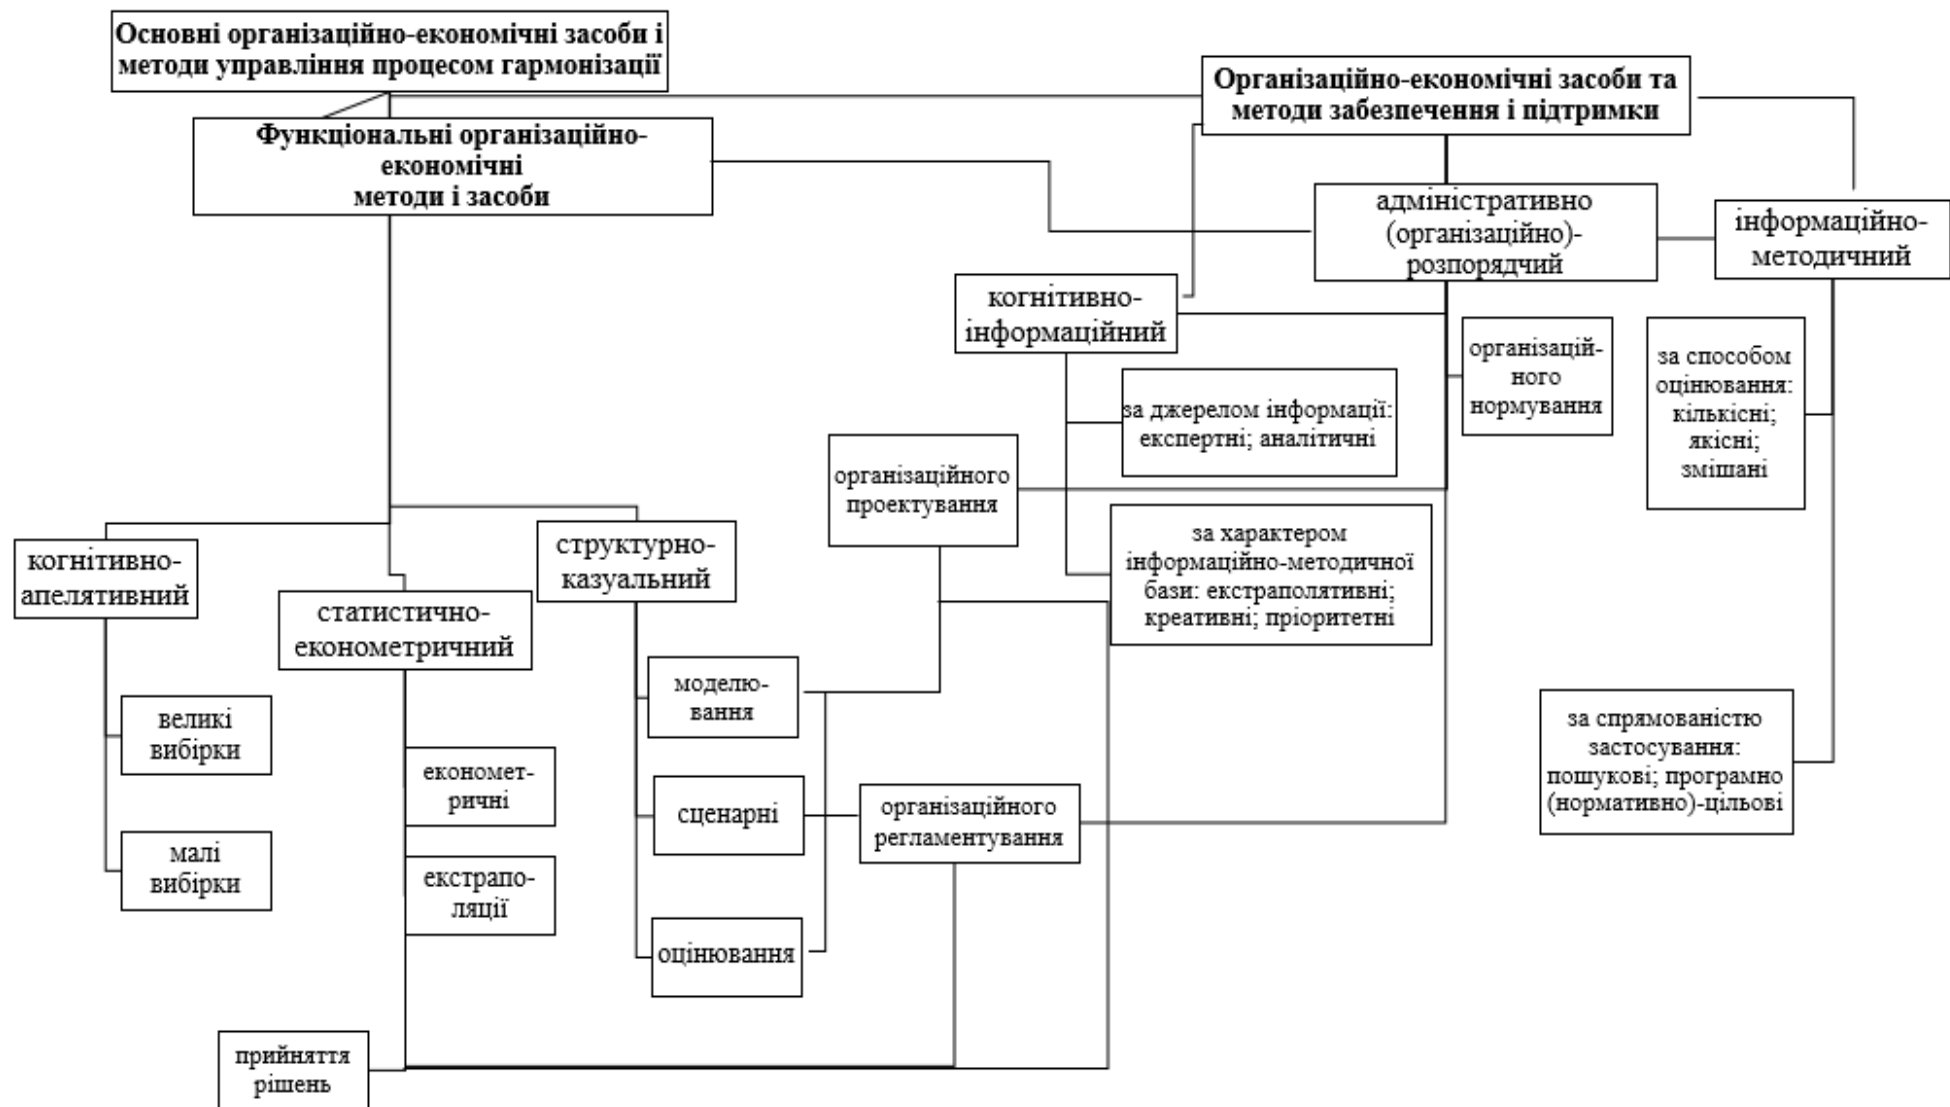 Основні організаційно-економічні засоби і
методи управління процесом гармонізації
Організаційно-економічні засоби та
методи забезпечення і підтримки
Функціональні організаційно-
економічні
методи і засоби
адміністративно
(організаційно)-
розпорядчий
інформаційно-
методичний
когнітивно-
інформаційний
організацій-
ного
нормування
за способом
оцінювання:
кількісні;
якісні;
змішані
за джерелом інформації:
експертні; аналітичні
організаційного
проектування
за характером
інформаційно-методичної
бази: екстраполятивні;
креативні; пріоритетні
когнітивно-
апелятивний
статистично-
економетричний
структурно-
казуальний
моделю-
вання
великі
вибірки
економет-
ричні
сценарні
організаційного
регламентування
за спрямованістю
застосування:
пошукові; програмно
(нормативно)-цільові
малі
вибірки
екстрапо-
ляції
оцінювання
прийняття
рішень